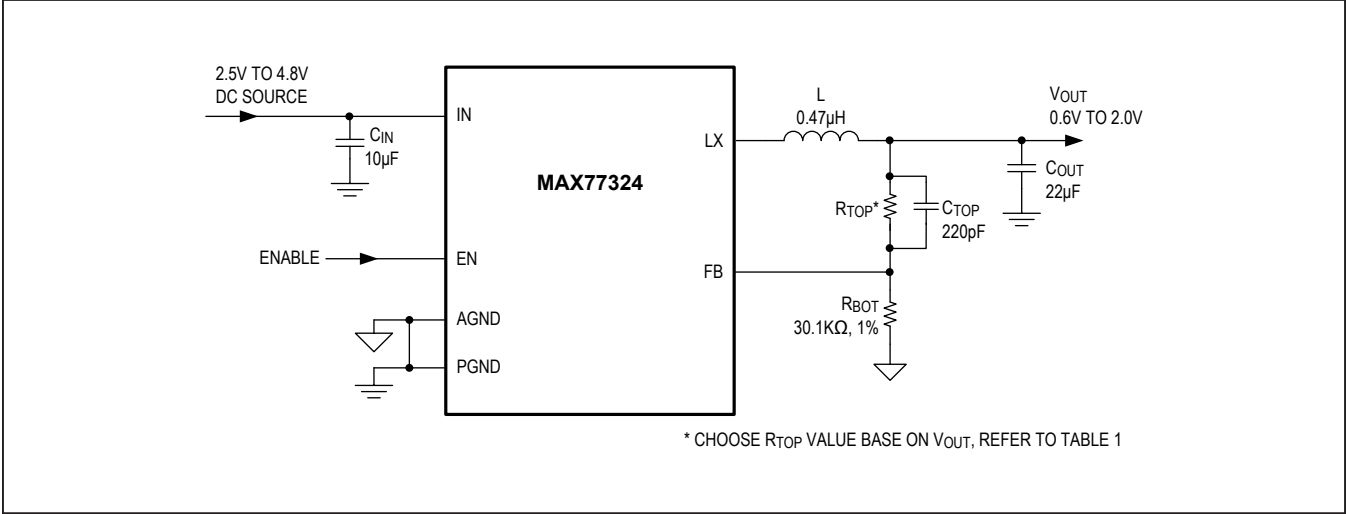 2.5V TO 4.8V
DC SOURCE
CIN
10µF
IN
MAX77324
LX
L
0.47µH
VOUT
0.6V TO 2.0V
COUT
22µF
RTOP*
CTOP
220pF
ENABLE
EN
FB
AGND
PGND
RBOT
30.1KΩ, 1%
* CHOOSE RTOP VALUE BASE ON VOUT, REFER TO TABLE 1